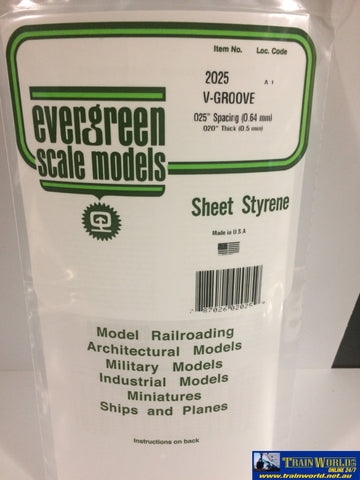 Item No. Loc. Code
2025 A 1
V-GROOVE
.025" Spacing (0.64 mm)
.020" Thick (0.5 mm)
evergreen
scale models
Sheet Styrene
Made in U.S.A
Model Railroading
Architectural Models
Military Models
Industrial Models
Miniatures
Ships and Planes
Instructions on back
TRAINWORLD
ONLINE 24/7
www.trainworld.net.au